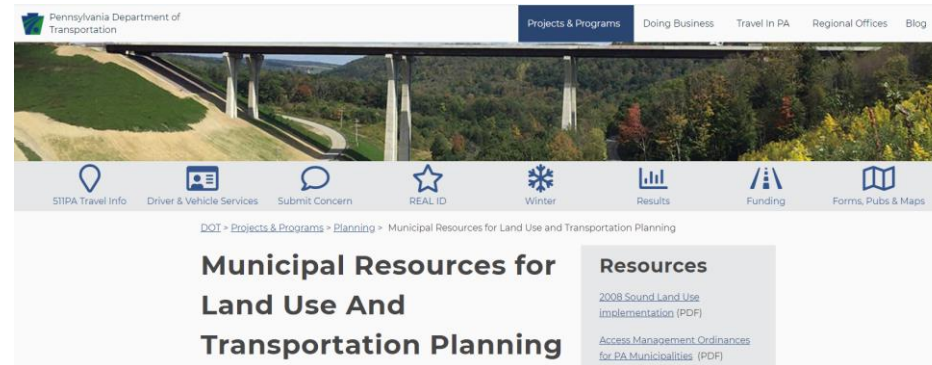 Pennsylvania Department of
Transportation
Projects & Programs
Doing Business
Travel In PA
Regional Offices
Blog
511PA Travel Info
Driver & Vehicle Services
Submit Concern
REAL ID
Winter
Results
Funding
Forms, Pubs & Maps
DOT > Projects & Programs > Planning > Municipal Resources for Land Use and Transportation Planning
Municipal Resources for
Land Use And
Transportation Planning
Resources
2008 Sound Land Use
implementation (PDF)
Access Management Ordinances
for PA Municipalities (PDF)